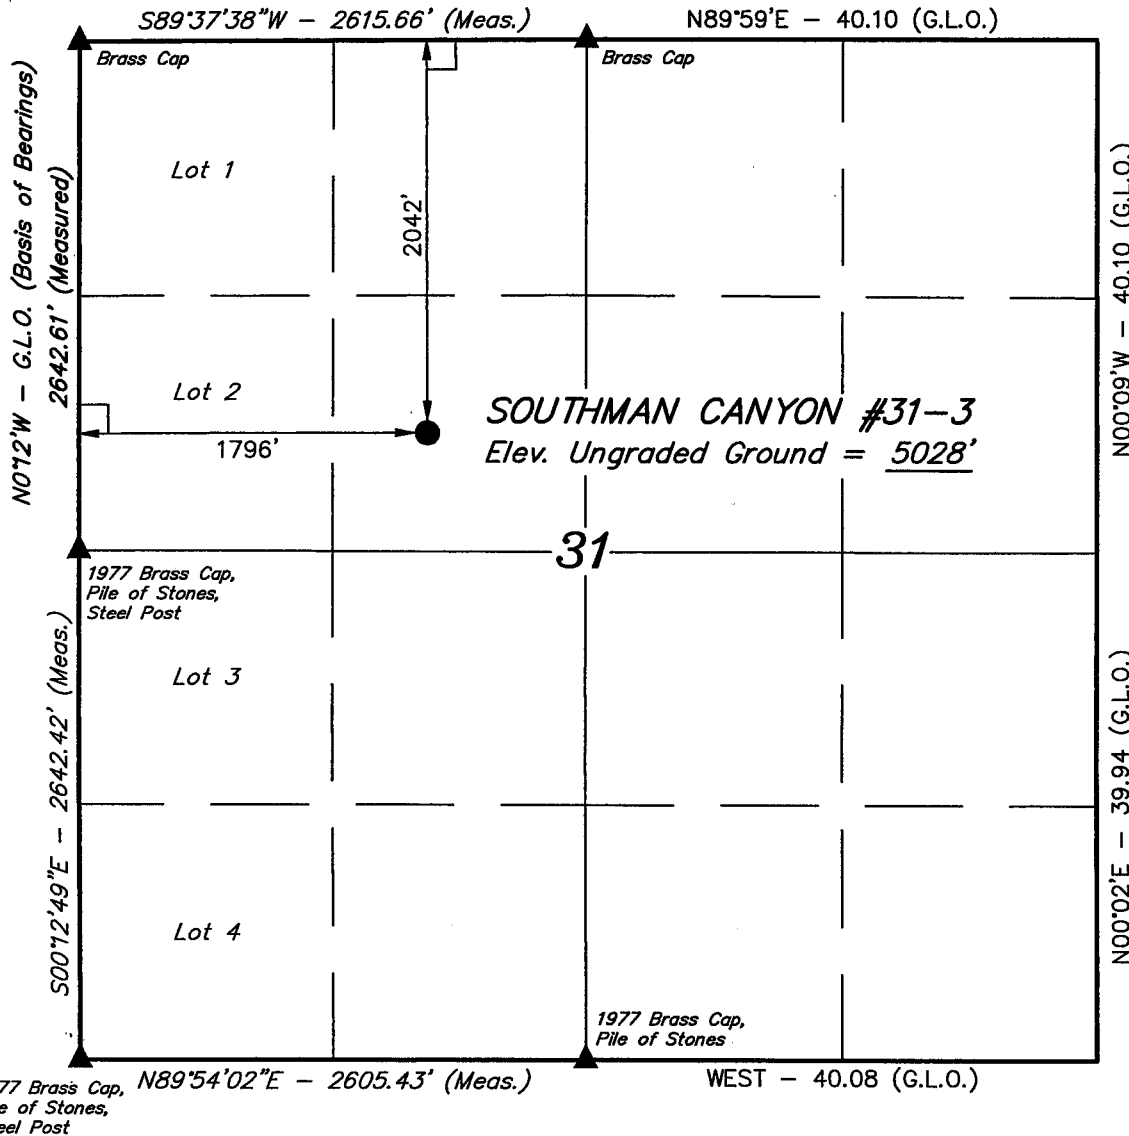 S89°37'38"W – 2615.66' (Meas.)
N89°59'E – 40.10 (G.L.O.)
Brass Cap
Brass Cap
N0°12'W – G.L.O. (Basis of Bearings)
2642.61' (Measured)
Lot 1
2042'
N00°09'W – 40.10 (G.L.O.)
Lot 2
1796'
SOUTHMAN CANYON #31-3
Elev. Ungraded Ground = 5028'
31
1977 Brass Cap,
Pile of Stones,
Steel Post
S00°12'49"E – 2642.42' (Meas.)
Lot 3
N00°02'E – 39.94 (G.L.O.)
Lot 4
1977 Brass Cap,
Pile of Stones
77 Brass Cap,
e of Stones,
eel Post
N89°54'02"E – 2605.43' (Meas.)
WEST – 40.08 (G.L.O.)